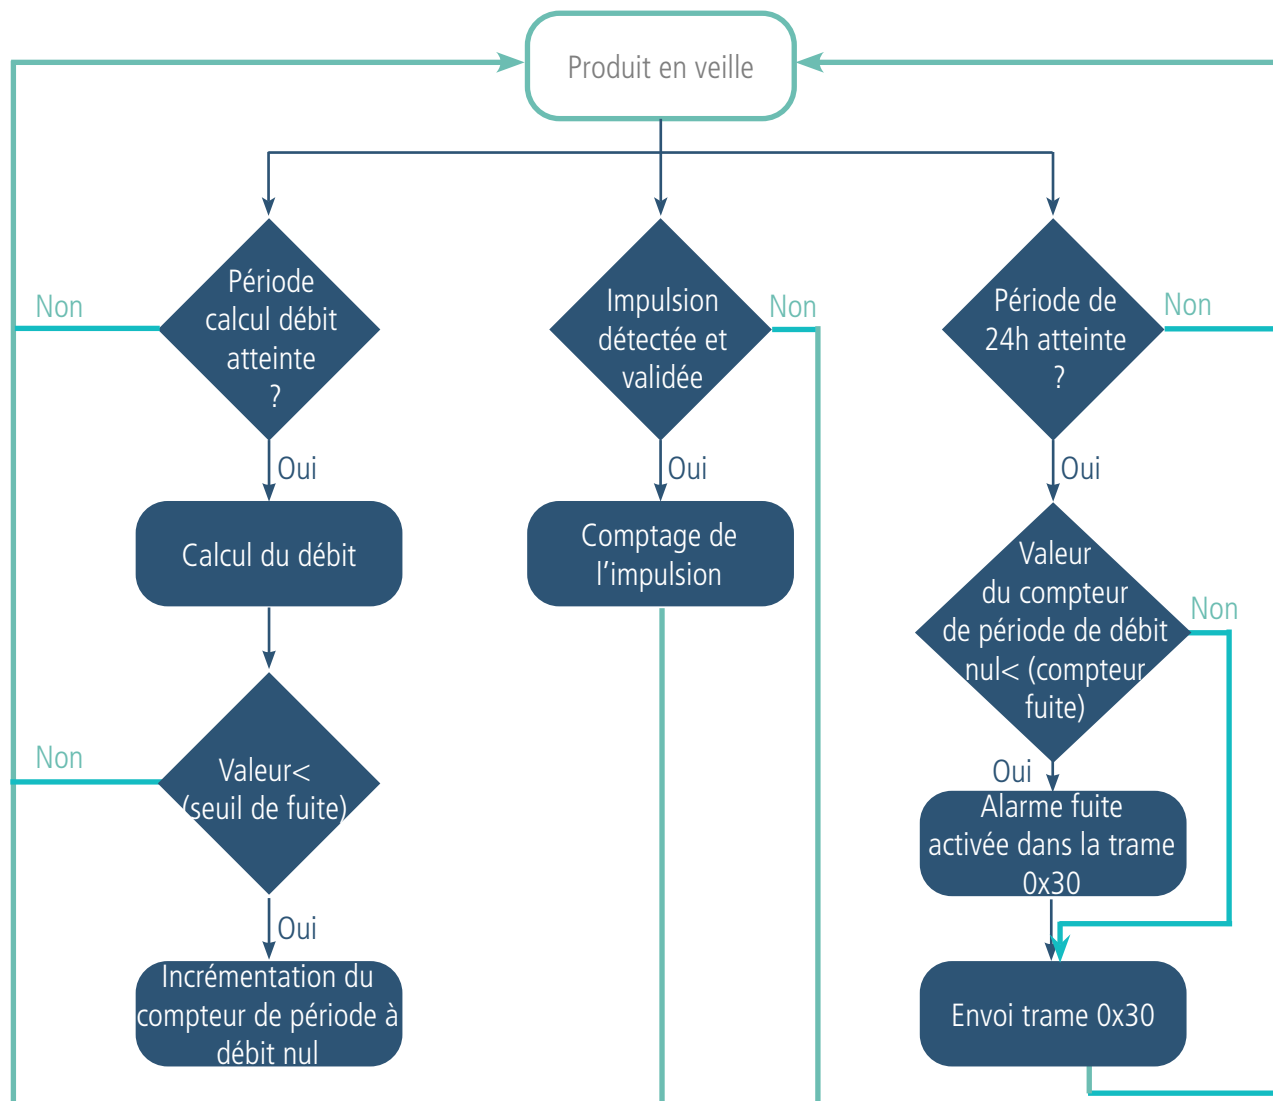 Produit en veille
Période
calcul débit
atteinte
?
Non
Oui
Calcul du débit
Valeur<
(seuil de fuite)
Non
Oui
Incrémentation du
compteur de période à
débit nul
Impulsion
détectée et
validée
Non
Oui
Comptage de
l’impulsion
Période de
24h atteinte
?
Non
Oui
Valeur
du compteur
de période de débit
nul< (compteur
fuite)
Non
Oui
Alarme fuite
activée dans la trame
0x30
Envoi trame 0x30